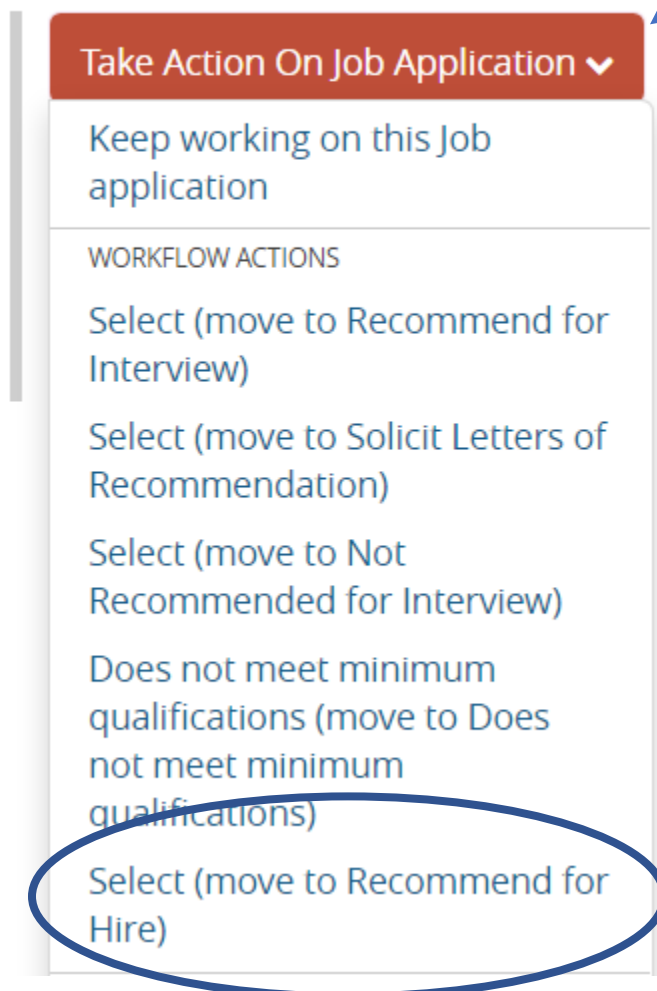 Take Action On Job Application
Keep working on this Job
application
WORKFLOW ACTIONS
Select (move to Recommend for
Interview)
Select (move to Solicit Letters of
Recommendation)
Select (move to Not
Recommended for Interview)
Does not meet minimum
qualifications (move to Does
not meet minimum
qualifications)
Select (move to Recommend for
Hire)